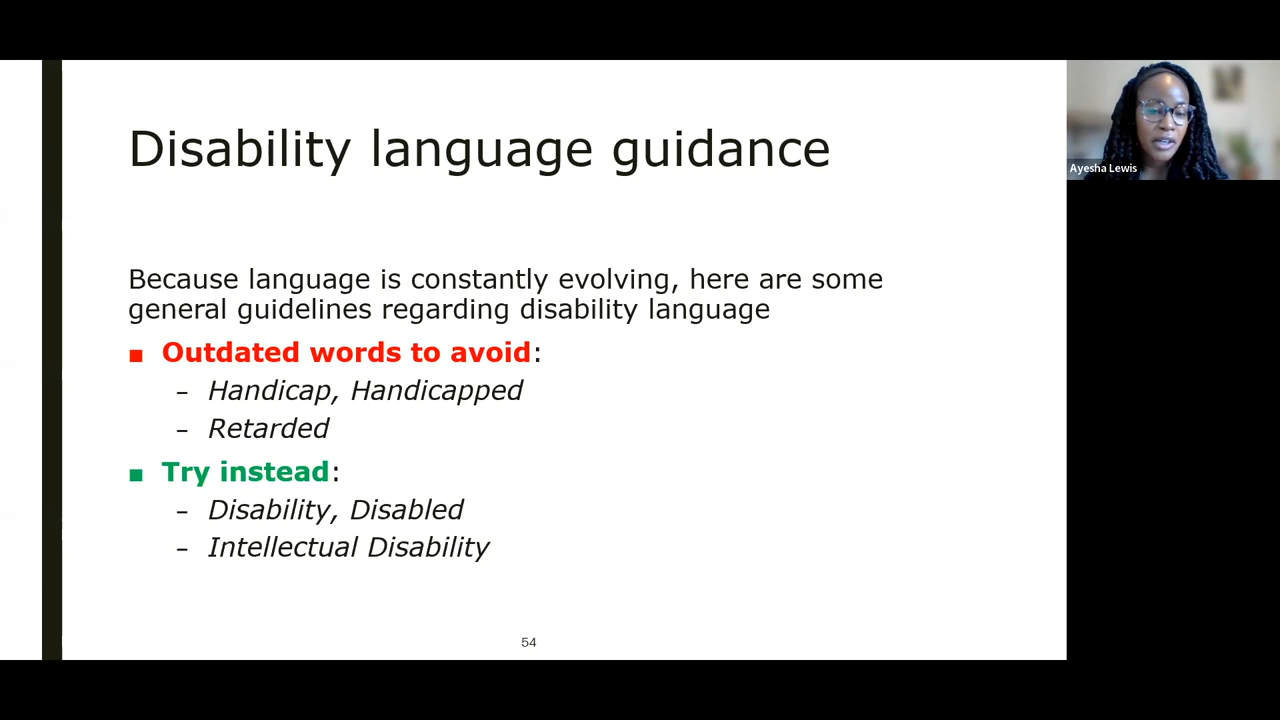 Disability language guidance
Because language is constantly evolving, here are some
general guidelines regarding disability language
■ Outdated words to avoid:
– Handicap, Handicapped
– Retarded
■ Try instead:
– Disability, Disabled
– Intellectual Disability
54
Ayesha Lewis